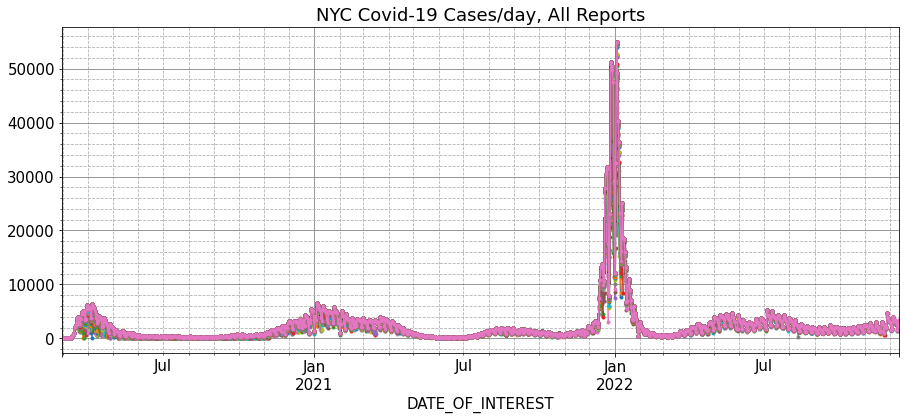 NYC Covid-19 Cases/day, All Reports
50000
40000
30000
20000
10000
0
Jul Jan Jul Jan Jul
2021 2022
DATE_OF_INTEREST